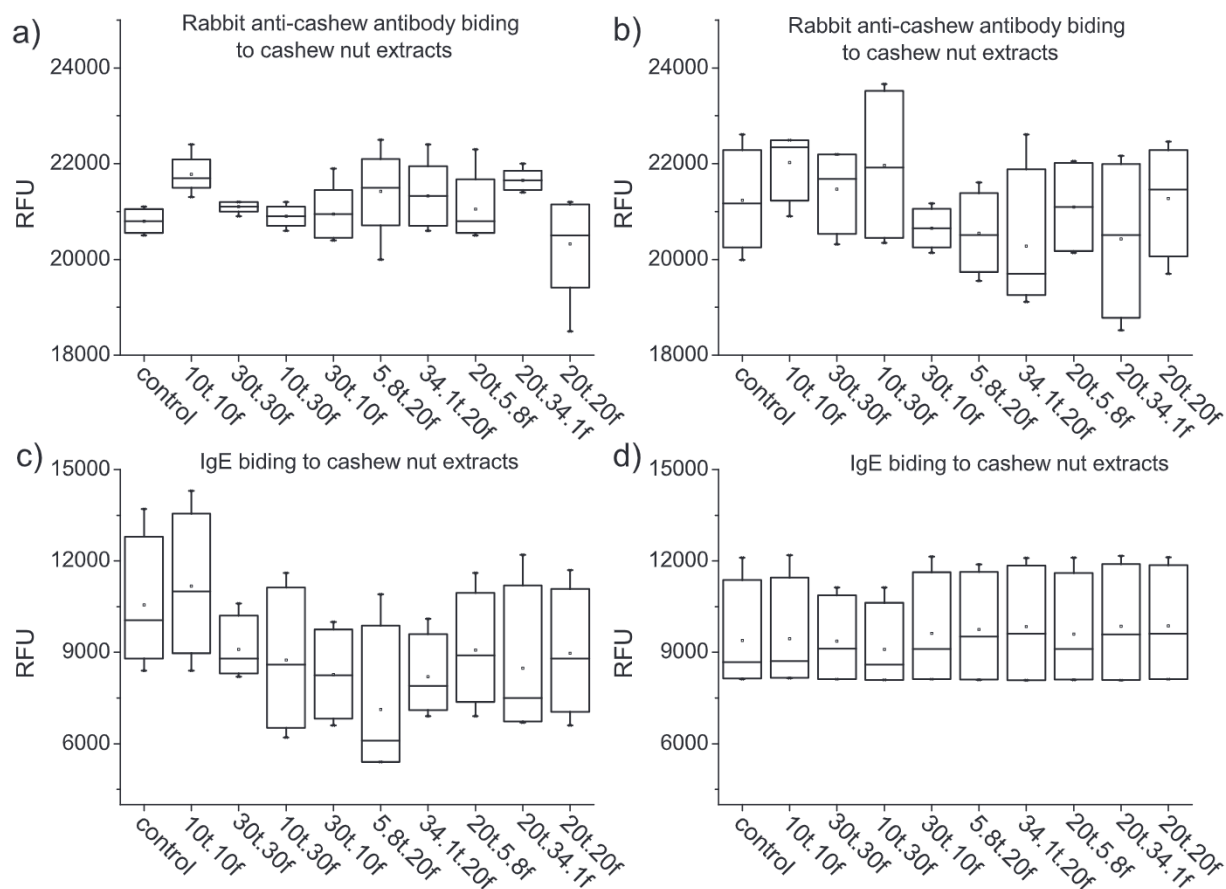 a)
Rabbit anti-cashew antibody biding
to cashew nut extracts
RFU
24000
22000
20000
18000
control
10t.10f
30t.30f
10t.30f
30t.10f
5.8t.20f
34.1t.20f
20t.5.8f
20t.34.1f
20t.20f
b)
Rabbit anti-cashew antibody biding
to cashew nut extracts
RFU
24000
22000
20000
18000
control
10t.10f
30t.30f
10t.30f
30t.10f
5.8t.20f
34.1t.20f
20t.5.8f
20t.34.1f
20t.20f
c)
IgE biding to cashew nut extracts
RFU
15000
12000
9000
6000
control
10t.10f
30t.30f
10t.30f
30t.10f
5.8t.20f
34.1t.20f
20t.5.8f
20t.34.1f
20t.20f
d)
IgE biding to cashew nut extracts
RFU
15000
12000
9000
6000
control
10t.10f
30t.30f
10t.30f
30t.10f
5.8t.20f
34.1t.20f
20t.5.8f
20t.34.1f
20t.20f